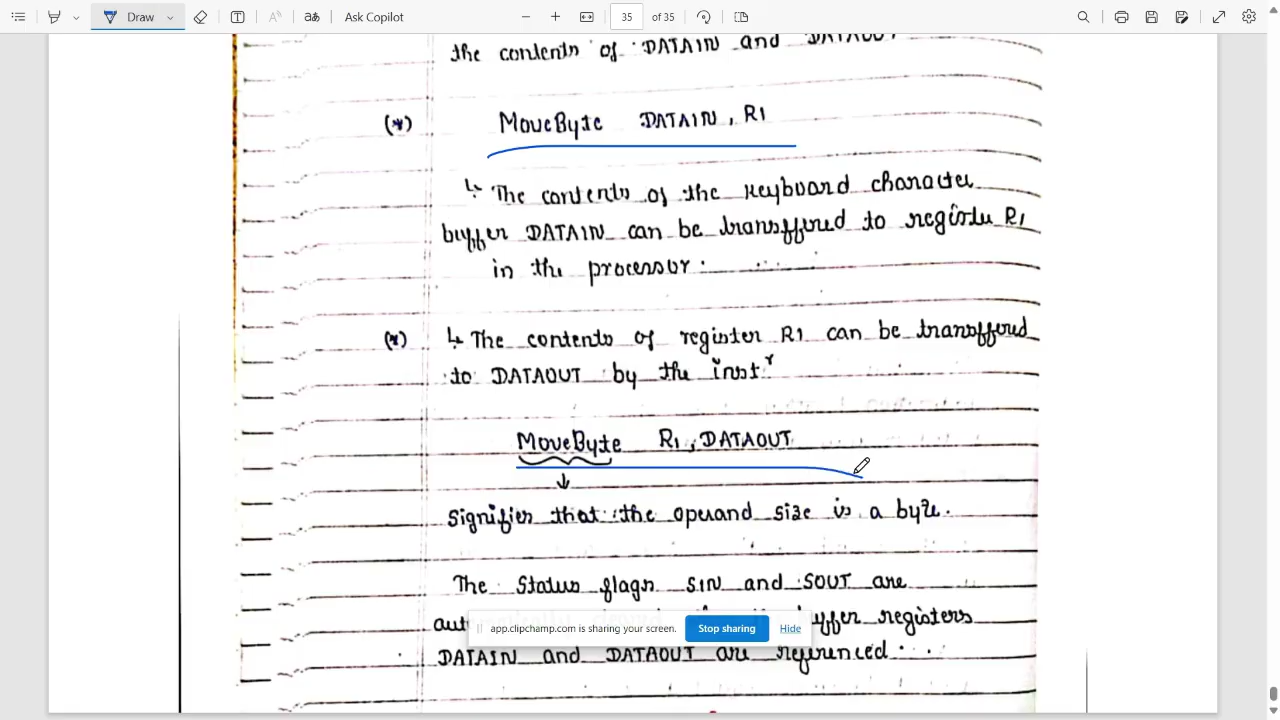 Draw
Ask Copilot
35 of 35
the contents of DATAIN and DATAOUT
(*) MoveByte DATAIN, R1
↳ The contents of the keyboard character
buffer DATAIN can be transffered to register R1
in the processor.
(*) ↳ The contents of register R1 can be transffered
to DATAOUT by the instr
MoveByte R1, DATAOUT
↓
Signifies that the operand size is a byte.
The Status flags SIN and SOUT are
app.clipchamp.com is sharing your screen. Stop sharing Hide
buffer registers
DATAIN and DATAOUT are referenced.